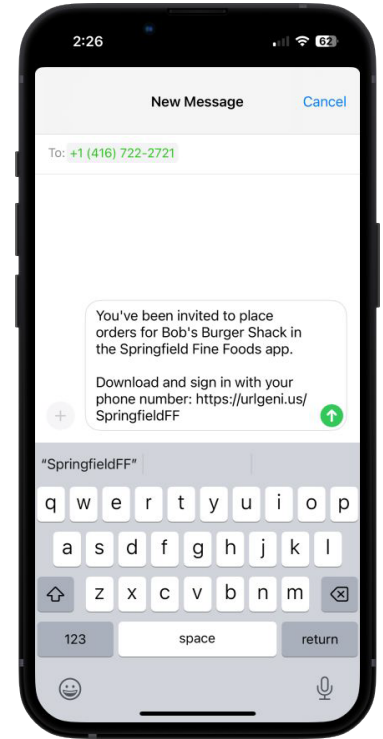 2:26
62
New Message
Cancel
To: +1 (416) 722-2721
You've been invited to place
orders for Bob's Burger Shack in
the Springfield Fine Foods app.
Download and sign in with your
phone number: https://urlgeni.us/
SpringfieldFF
"SpringfieldFF"
q w e r t y u i o p
a s d f g h j k l
z x c v b n m
123 space return